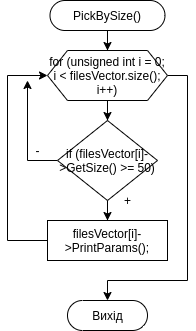 PickBySize()
for (unsigned int i = 0;
i < filesVector.size();
i++)
-
if (filesVector[i]-
>GetSize() >= 50)
+
filesVector[i]-
>PrintParams();
Вихід